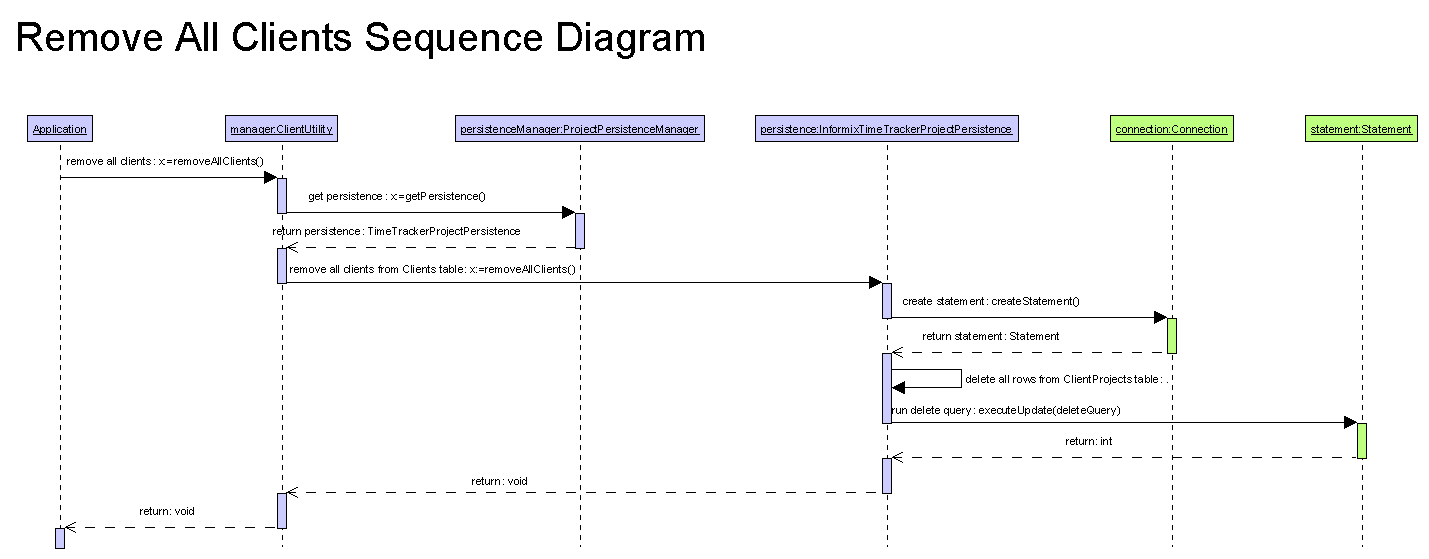 Remove All Clients Sequence Diagram
Application
manager:ClientUtility
persistenceManager:ProjectPersistenceManager
persistence:InformixTimeTrackerProjectPersistence
connection:Connection
statement:Statement
remove all clients : x:=removeAllClients()
get persistence : x:=getPersistence()
return persistence : TimeTrackerProjectPersistence
remove all clients from Clients table : x:=removeAllClients()
create statement : createStatement()
return statement : Statement
delete all rows from ClientProjects table : .
run delete query : executeUpdate(deleteQuery)
return : int
return : void
return : void